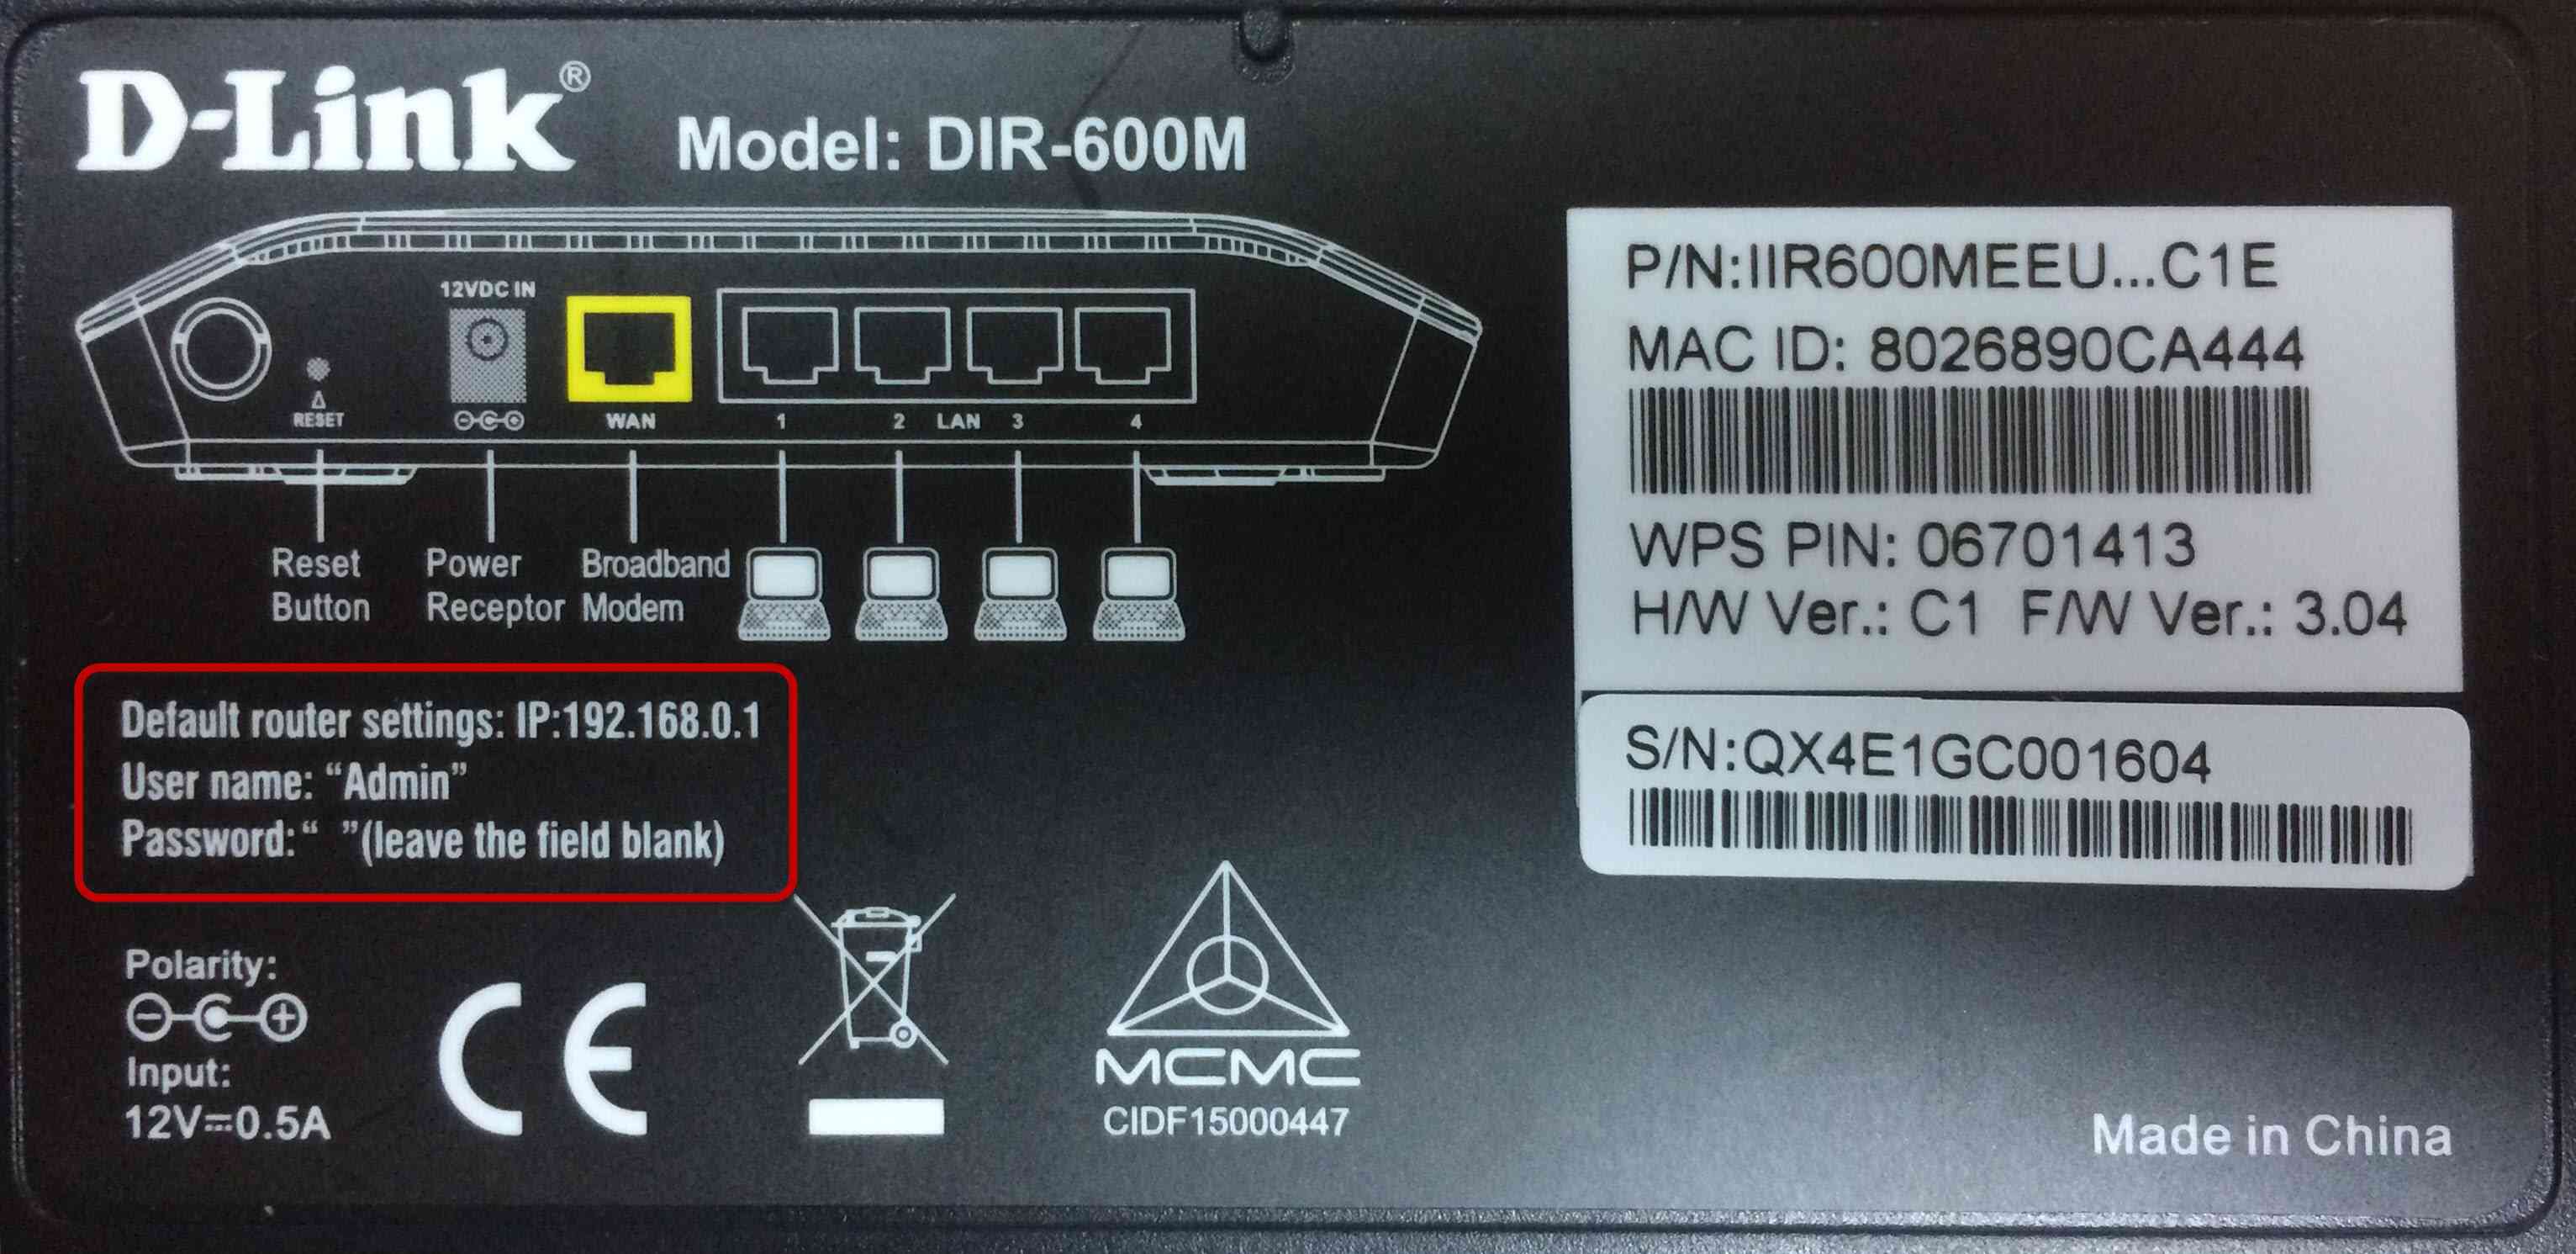 D-Link®
Model: DIR-600M
12VDC IN
RESET
WAN
1 2 LAN 3 4
Reset Button
Power Receptor
Broadband Modem
Default router settings: IP:192.168.0.1
User name: “Admin”
Password:“ ”(leave the field blank)
Polarity:
Input:
12V⎓0.5A
CE
MCMC
CIDF15000447
P/N:IIR600MEEU...C1E
MAC ID: 8026890CA444
WPS PIN: 06701413
H/W Ver.: C1 F/W Ver.: 3.04
S/N:QX4E1GC001604
Made in China